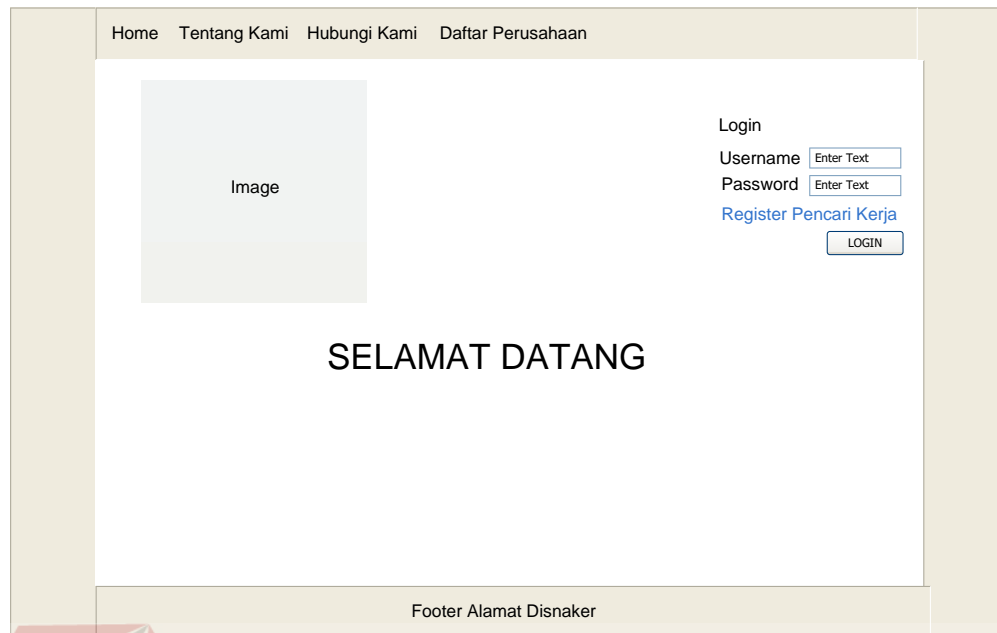 Home Tentang Kami Hubungi Kami Daftar Perusahaan
Image
Login
Username Enter Text
Password Enter Text
Register Pencari Kerja
LOGIN
SELAMAT DATANG
Footer Alamat Disnaker